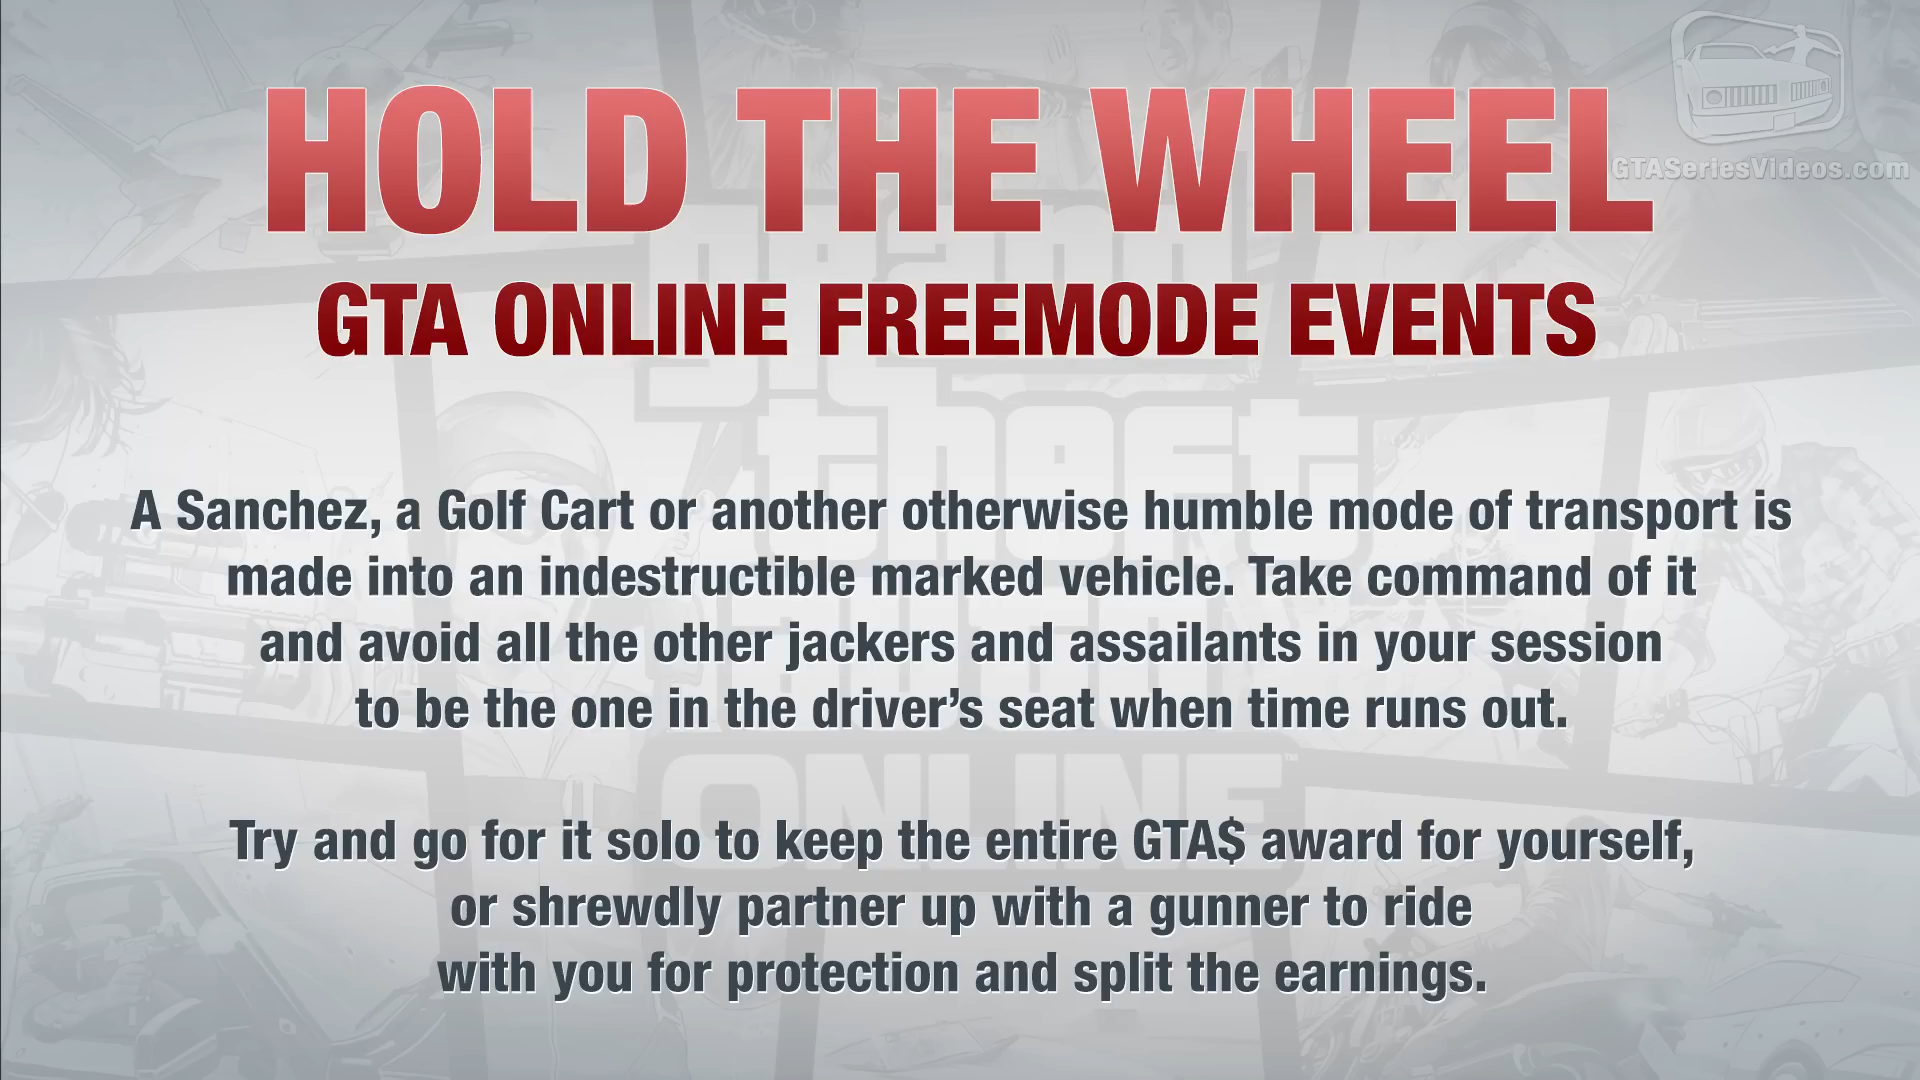 HOLD THE WHEEL
GTASeriesVideos.com
GTA ONLINE FREEMODE EVENTS
A Sanchez, a Golf Cart or another otherwise humble mode of transport is
made into an indestructible marked vehicle. Take command of it
and avoid all the other jackers and assailants in your session
to be the one in the driver’s seat when time runs out.
Try and go for it solo to keep the entire GTA$ award for yourself,
or shrewdly partner up with a gunner to ride
with you for protection and split the earnings.
grand
theft
auto
ONLINE™